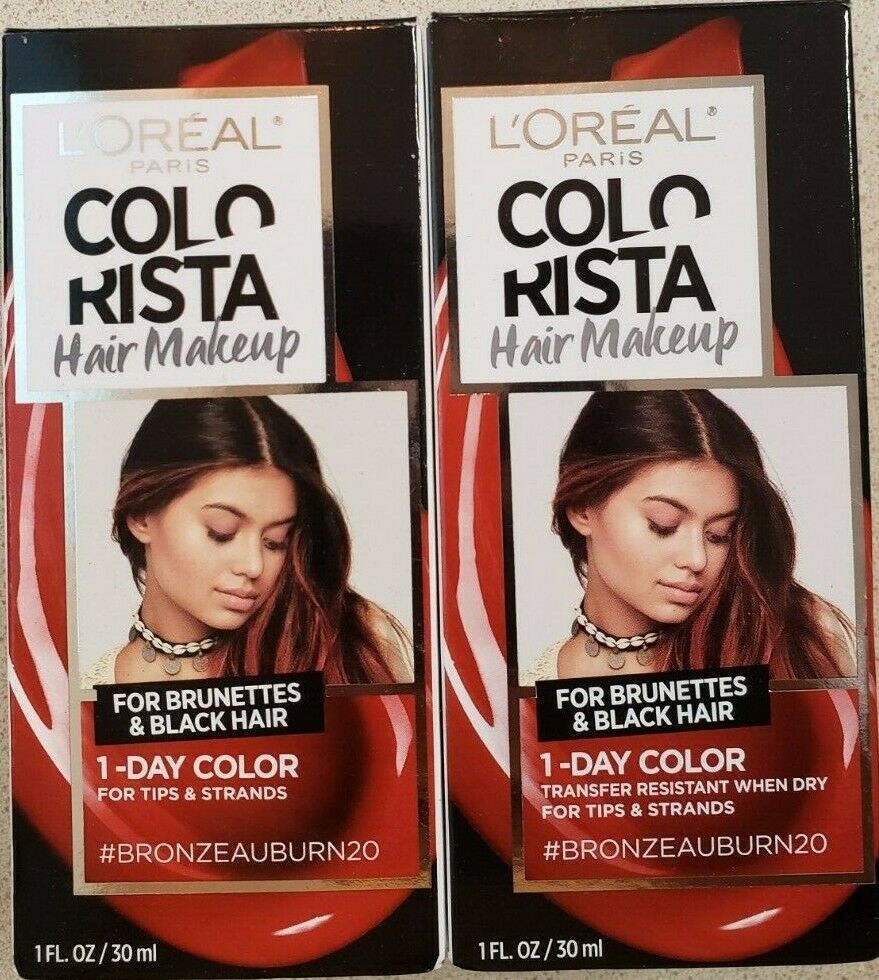 L'ORÉAL®
PARiS
COLO
RISTA
Hair Makeup
FOR BRUNETTES
& BLACK HAIR
1-DAY COLOR
FOR TIPS & STRANDS
#BRONZEAUBURN20
1 FL. OZ / 30 ml
L'ORÉAL®
PARiS
COLO
RISTA
Hair Makeup
FOR BRUNETTES
& BLACK HAIR
1-DAY COLOR
TRANSFER RESISTANT WHEN DRY
FOR TIPS & STRANDS
#BRONZEAUBURN20
1 FL. OZ / 30 ml